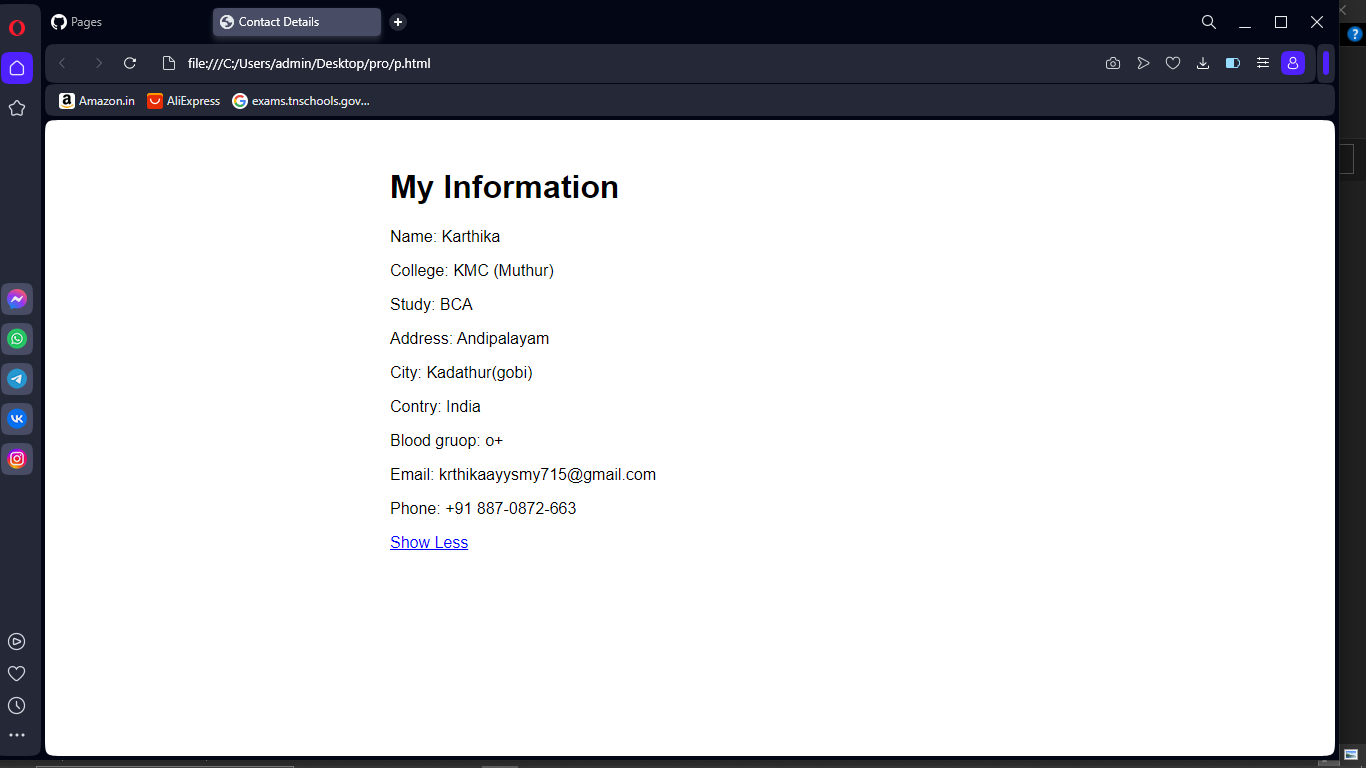 Pages
Contact Details
file:///C:/Users/admin/Desktop/pro/p.html
Amazon.in
AliExpress
exams.tnschools.gov...
My Information
Name: Karthika
College: KMC (Muthur)
Study: BCA
Address: Andipalayam
City: Kadathur(gobi)
Contry: India
Blood gruop: o+
Email: krthikaayysmy715@gmail.com
Phone: +91 887-0872-663
Show Less